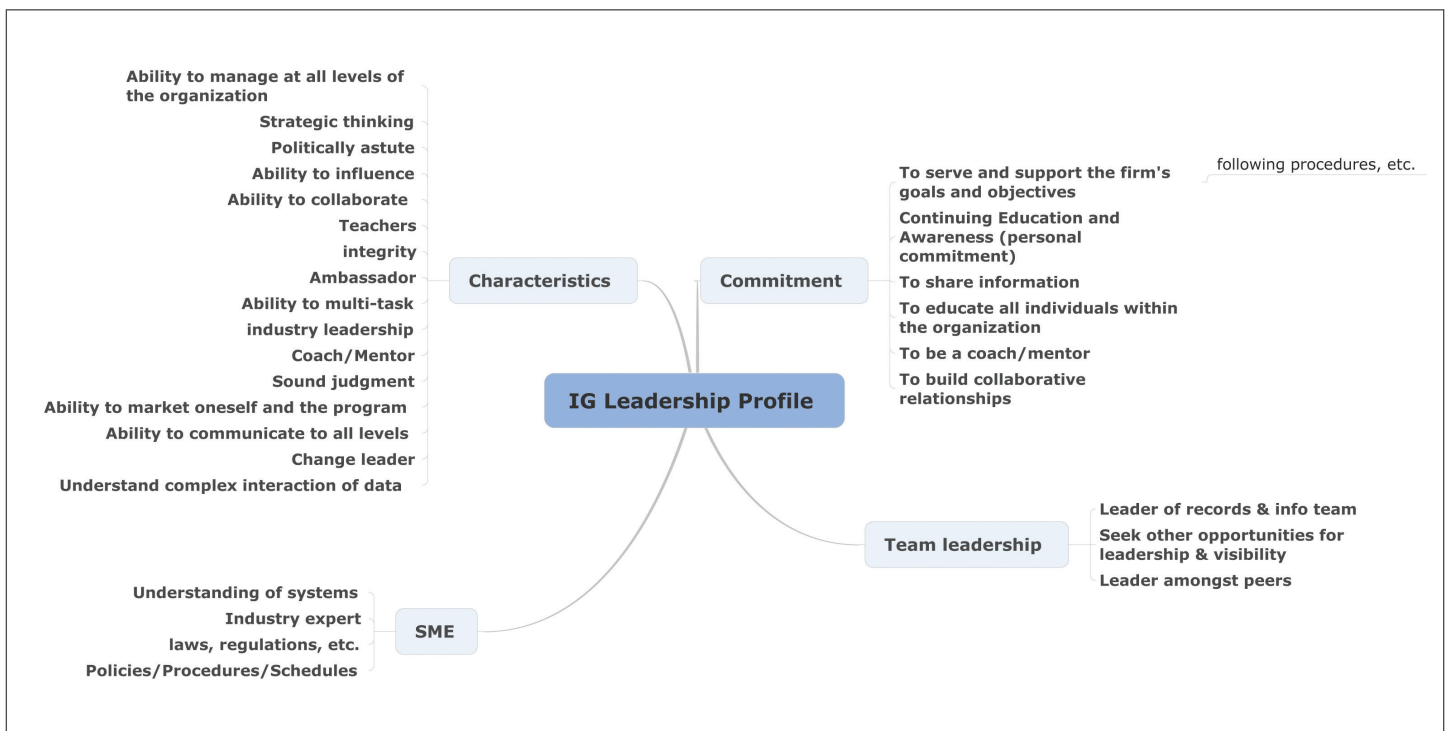 Ability to manage at all levels of
the organization
Strategic thinking
Politically astute
Ability to influence
Ability to collaborate
Teachers
integrity
Ambassador
Ability to multi-task
industry leadership
Coach/Mentor
Sound judgment
Ability to market oneself and the program
Ability to communicate to all levels
Change leader
Understand complex interaction of data
Characteristics
Understanding of systems
Industry expert
laws, regulations, etc.
Policies/Procedures/Schedules
SME
IG Leadership Profile
Commitment
To serve and support the firm's
goals and objectives
following procedures, etc.
Continuing Education and
Awareness (personal
commitment)
To share information
To educate all individuals within
the organization
To be a coach/mentor
To build collaborative
relationships
Team leadership
Leader of records & info team
Seek other opportunities for
leadership & visibility
Leader amongst peers